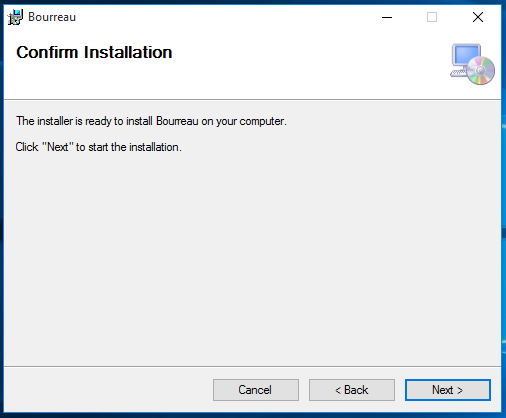 Bourreau
Confirm Installation
The installer is ready to install Bourreau on your computer.
Click "Next" to start the installation.
Cancel
< Back
Next >